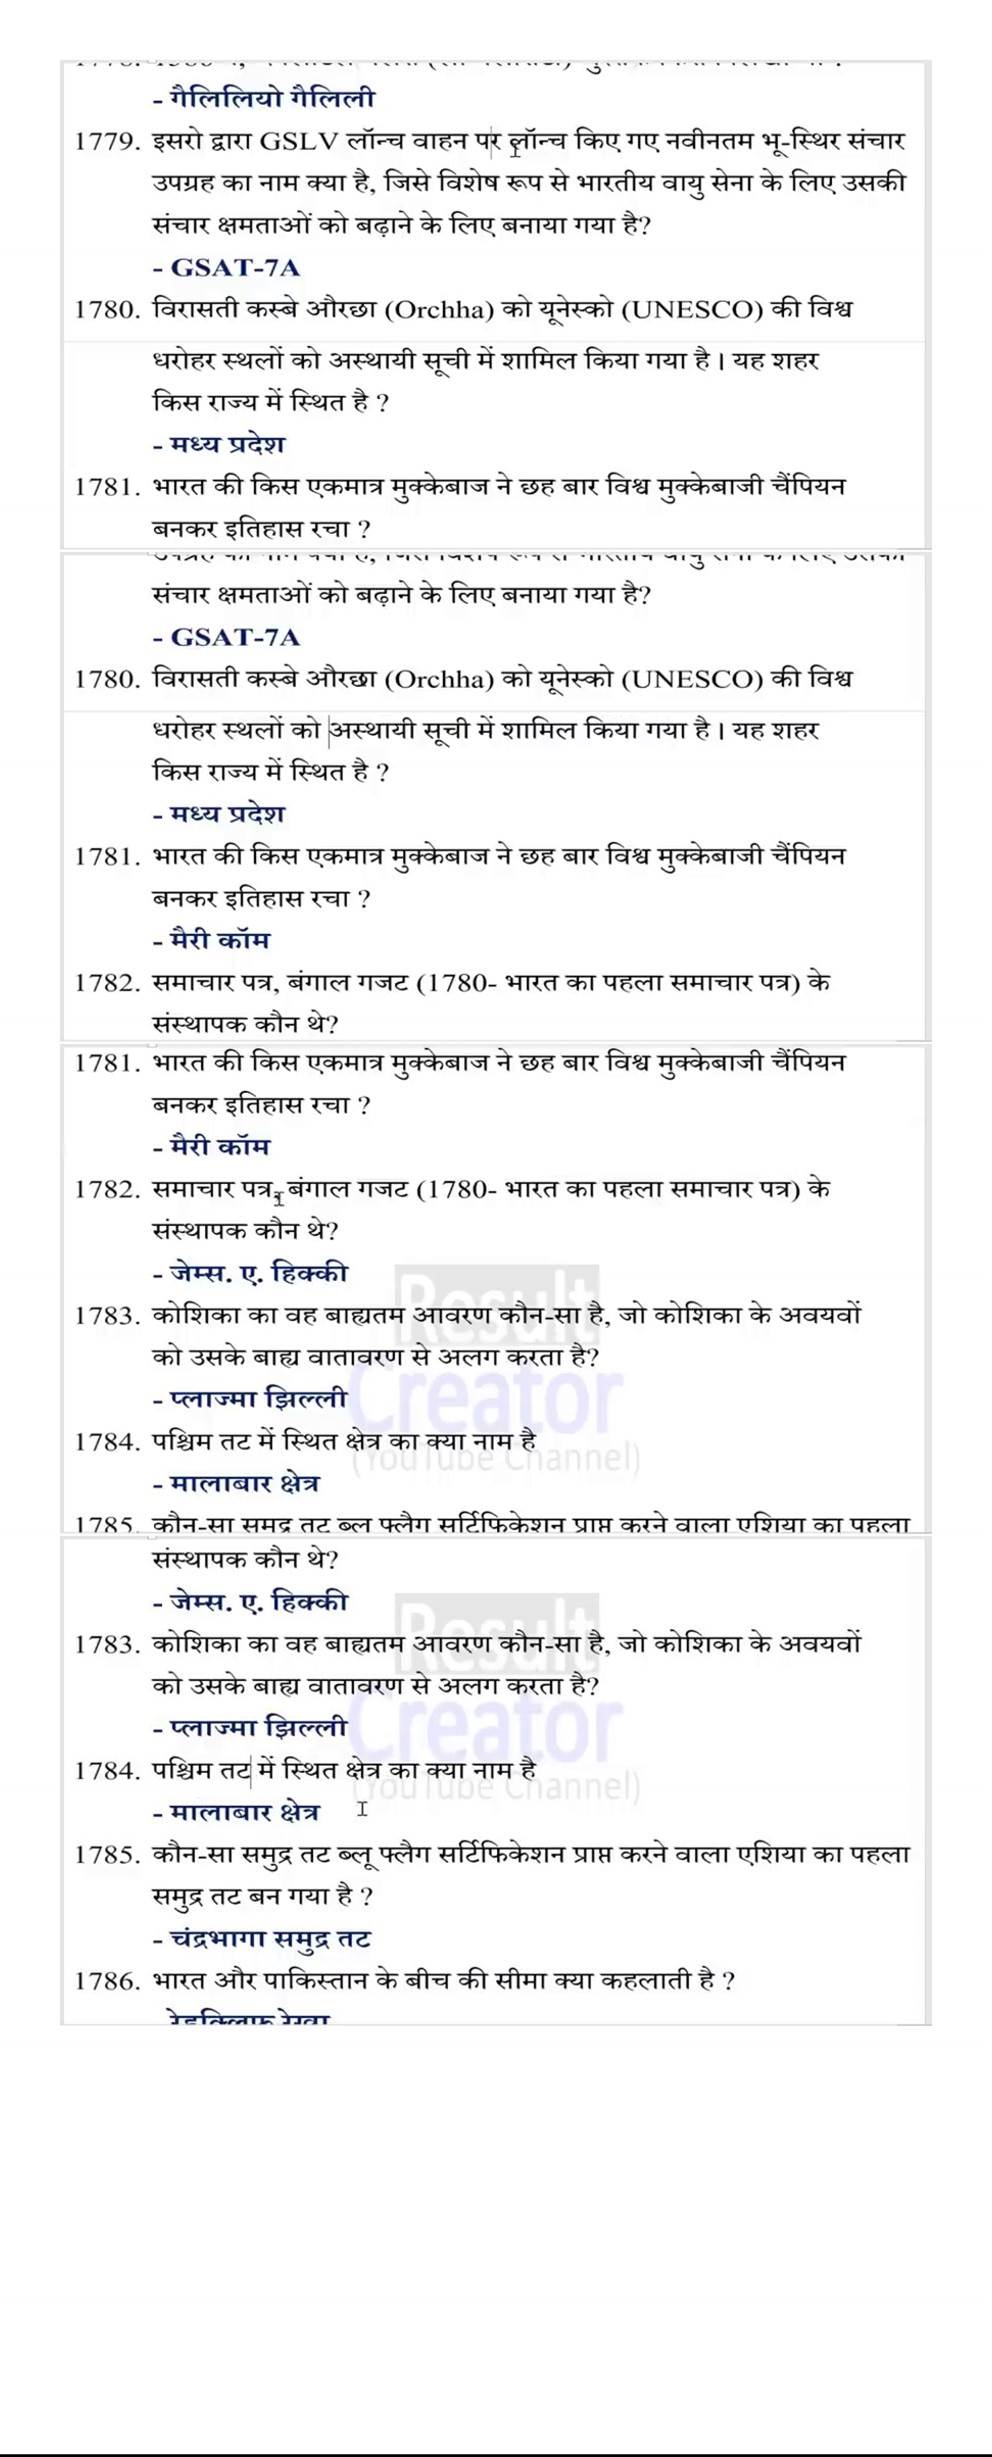 - गैलिलियो गैलिली
1779. इसरो द्वारा GSLV लॉन्च वाहन पर लॉन्च किए गए नवीनतम भू-स्थिर संचार
उपग्रह का नाम क्या है, जिसे विशेष रूप से भारतीय वायु सेना के लिए उसकी
संचार क्षमताओं को बढ़ाने के लिए बनाया गया है?
- GSAT-7A
1780. विरासती कस्बे औरछा (Orchha) को यूनेस्को (UNESCO) की विश्व
धरोहर स्थलों को अस्थायी सूची में शामिल किया गया है। यह शहर
किस राज्य में स्थित है ?
- मध्य प्रदेश
1781. भारत की किस एकमात्र मुक्केबाज ने छह बार विश्व मुक्केबाजी चैंपियन
बनकर इतिहास रचा ?
संचार क्षमताओं को बढ़ाने के लिए बनाया गया है?
- GSAT-7A
1780. विरासती कस्बे औरछा (Orchha) को यूनेस्को (UNESCO) की विश्व
धरोहर स्थलों को अस्थायी सूची में शामिल किया गया है। यह शहर
किस राज्य में स्थित है ?
- मध्य प्रदेश
1781. भारत की किस एकमात्र मुक्केबाज ने छह बार विश्व मुक्केबाजी चैंपियन
बनकर इतिहास रचा ?
- मैरी कॉम
1782. समाचार पत्र, बंगाल गजट (1780- भारत का पहला समाचार पत्र) के
संस्थापक कौन थे?
1781. भारत की किस एकमात्र मुक्केबाज ने छह बार विश्व मुक्केबाजी चैंपियन
बनकर इतिहास रचा ?
- मैरी कॉम
1782. समाचार पत्र, बंगाल गजट (1780- भारत का पहला समाचार पत्र) के
संस्थापक कौन थे?
- जेम्स. ए. हिक्की
1783. कोशिका का वह बाह्यतम आवरण कौन-सा है, जो कोशिका के अवयवों
को उसके बाह्य वातावरण से अलग करता है?
- प्लाज्मा झिल्ली
Result
Creator
(YouTube Channel)
1784. पश्चिम तट में स्थित क्षेत्र का क्या नाम है
- मालाबार क्षेत्र
1785. कौन-सा समुद्र तट ब्लू फ्लैग सर्टिफिकेशन प्राप्त करने वाला एशिया का पहला
संस्थापक कौन थे?
- जेम्स. ए. हिक्की
1783. कोशिका का वह बाह्यतम आवरण कौन-सा है, जो कोशिका के अवयवों
को उसके बाह्य वातावरण से अलग करता है?
- प्लाज्मा झिल्ली
Result
Creator
(YouTube Channel)
1784. पश्चिम तट में स्थित क्षेत्र का क्या नाम है
- मालाबार क्षेत्र
1785. कौन-सा समुद्र तट ब्लू फ्लैग सर्टिफिकेशन प्राप्त करने वाला एशिया का पहला
समुद्र तट बन गया है ?
- चंद्रभागा समुद्र तट
1786. भारत और पाकिस्तान के बीच की सीमा क्या कहलाती है ?
रेडक्लिफ रेखा